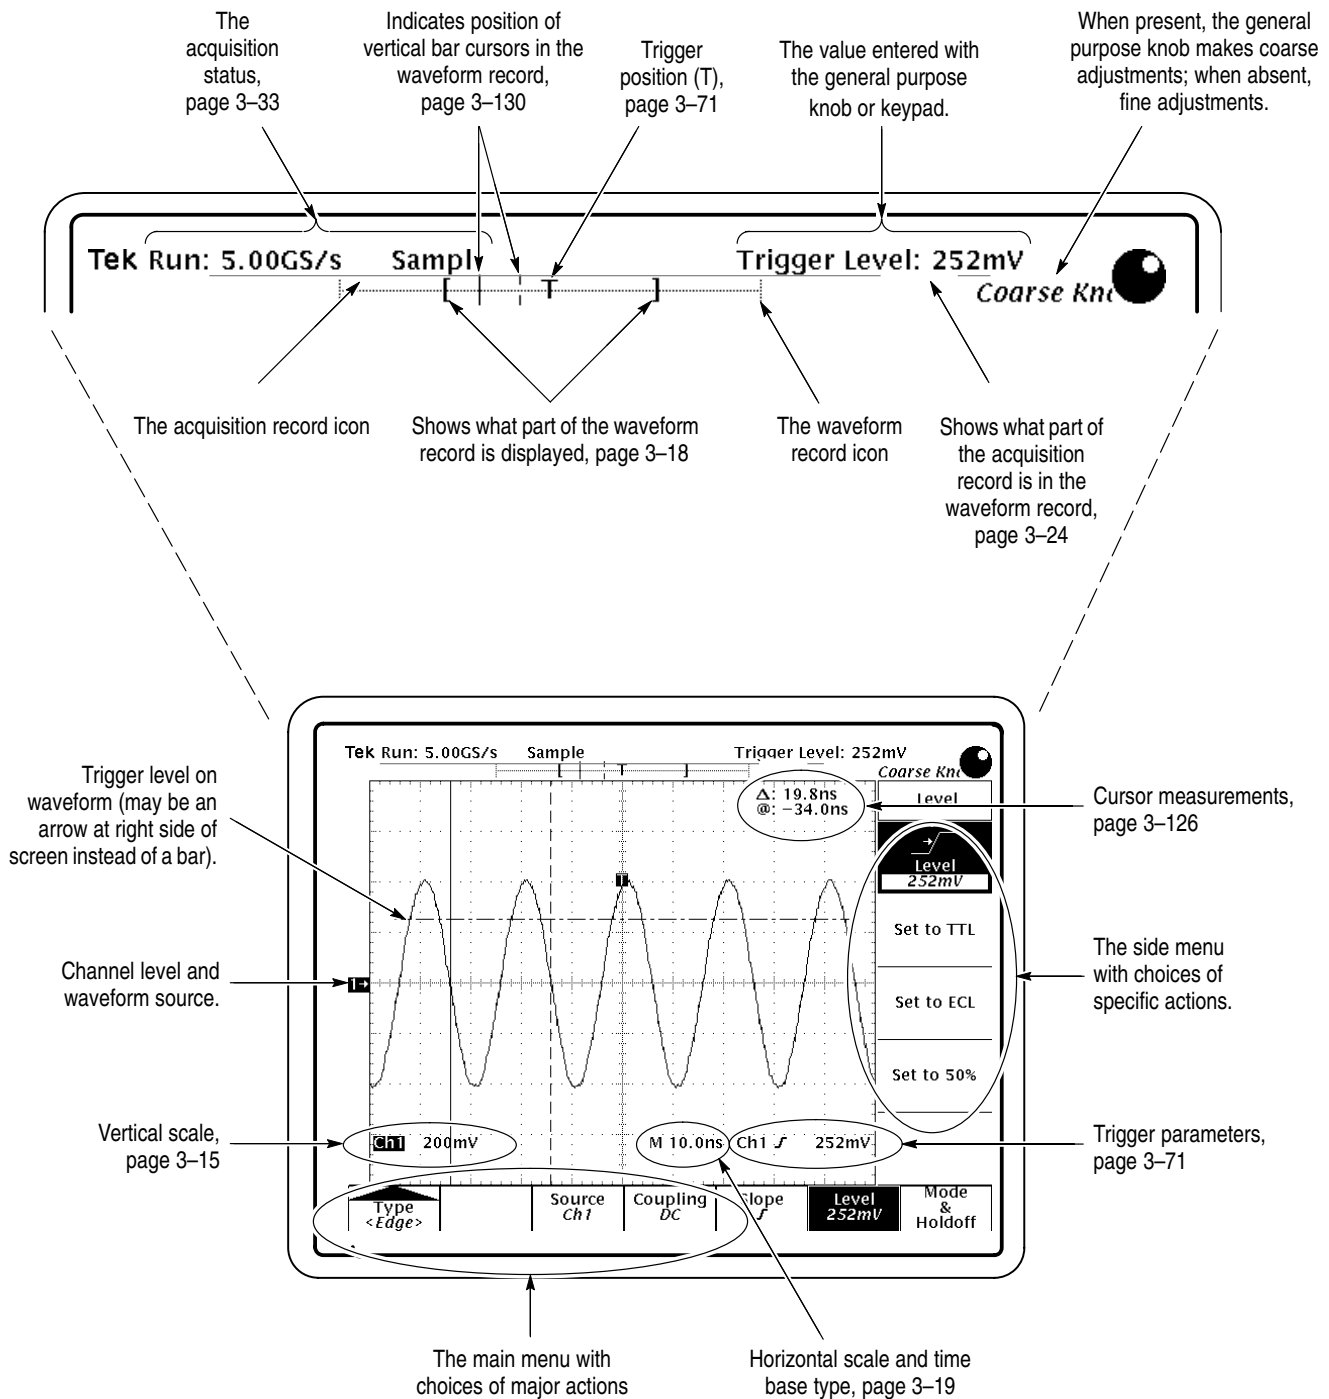 The
acquisition
status,
page 3–33
Indicates position of
vertical bar cursors in the
waveform record,
page 3–130
Trigger
position (T),
page 3–71
The value entered with
the general purpose
knob or keypad.
When present, the general
purpose knob makes coarse
adjustments; when absent,
fine adjustments.
Tek Run: 5.00GS/s Sampl Trigger Level: 252mV
[ T ]
Coarse Kn
The acquisition record icon
Shows what part of the waveform
record is displayed, page 3–18
The waveform
record icon
Shows what part of
the acquisition
record is in the
waveform record,
page 3–24
Tek Run: 5.00GS/s Sample Trigger Level: 252mV
[ T ]
Coarse Kn
Δ: 19.8ns
@: −34.0ns
Level
Level
252mV
Set to TTL
Set to ECL
Set to 50%
T
1→
Ch1 200mV M 10.0ns Ch1 252mV
Type
<Edge>
Source
Ch1
Coupling
DC
Slope
Level
252mV
Mode
&
Holdoff
Trigger level on
waveform (may be an
arrow at right side of
screen instead of a bar).
Channel level and
waveform source.
Vertical scale,
page 3–15
Cursor measurements,
page 3–126
The side menu
with choices of
specific actions.
Trigger parameters,
page 3–71
The main menu with
choices of major actions
Horizontal scale and time
base type, page 3–19